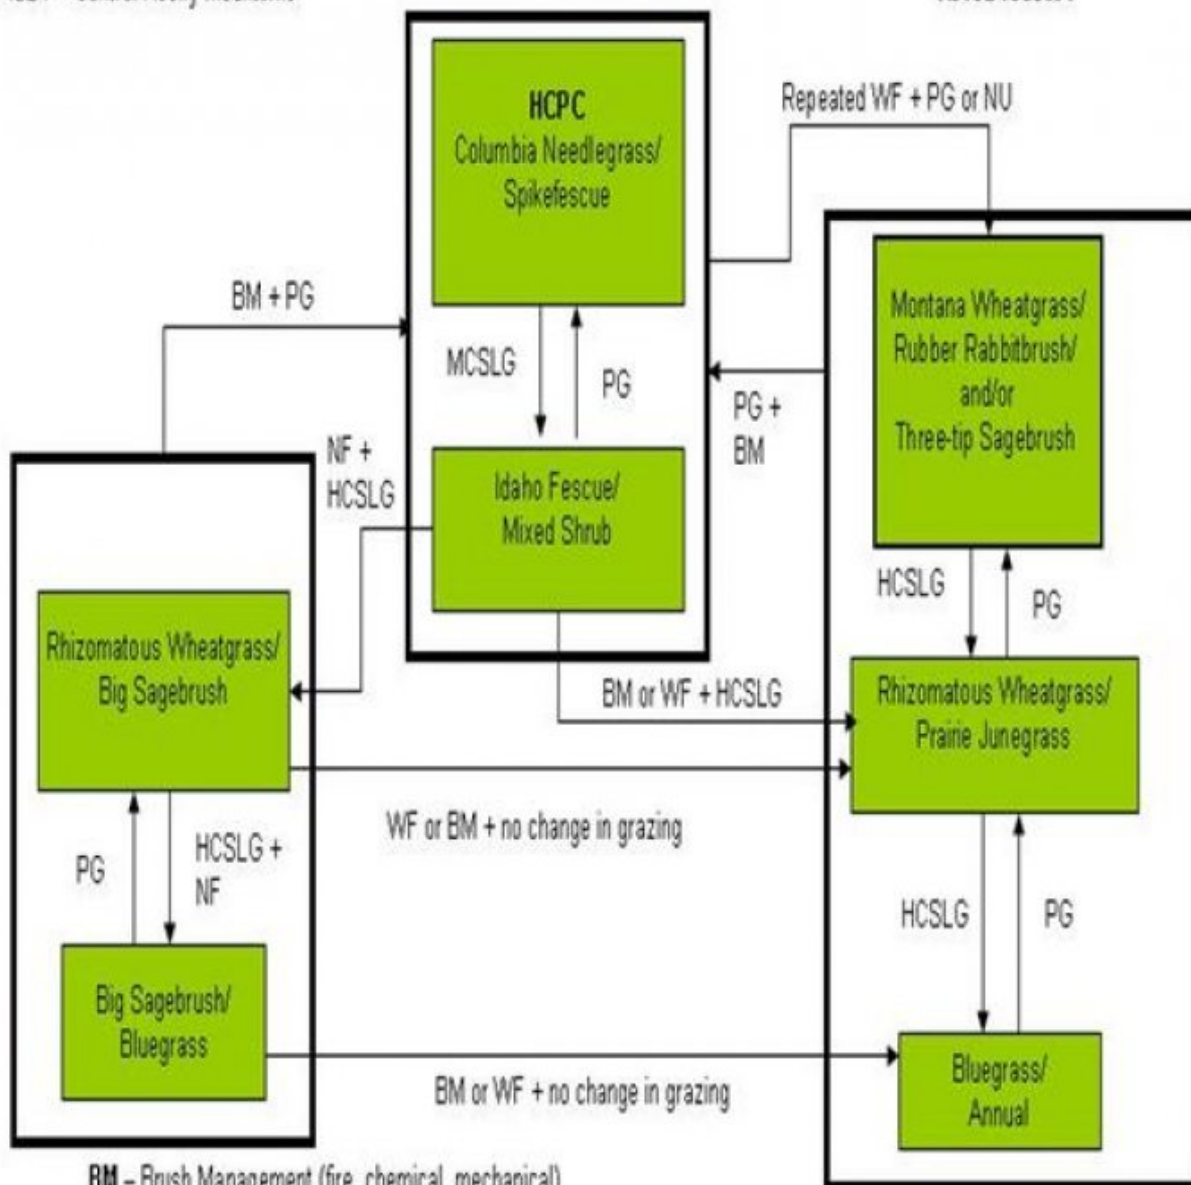 HCPC
Columbia Needlegrass/
Spikefescue
Repeated WF + PG or NU
BM + PG
MCSLG
PG
Montana Wheatgrass/
Rubber Rabbitbrush/
and/or
Three-tip Sagebrush
PG +
BM
NF +
HCSLG
Idaho Fescue/
Mixed Shrub
HCSLG
PG
Rhizomatous Wheatgrass/
Big Sagebrush
BM or WF + HCSLG
Rhizomatous Wheatgrass/
Prairie Junegrass
WF or BM + no change in grazing
PG
HCSLG +
NF
HCSLG
PG
Big Sagebrush/
Bluegrass
BM or WF + no change in grazing
Bluegrass/
Annual
BM – Brush Management (fire, chemical, mechanical)